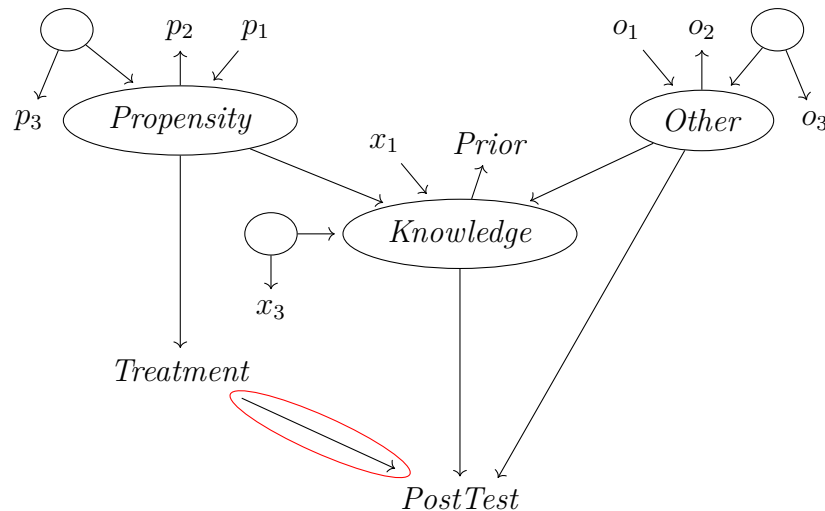 p2 p1 o1 o2
p3 Propensity Other o3
x1 Prior
Knowledge
x3
Treatment
PostTest